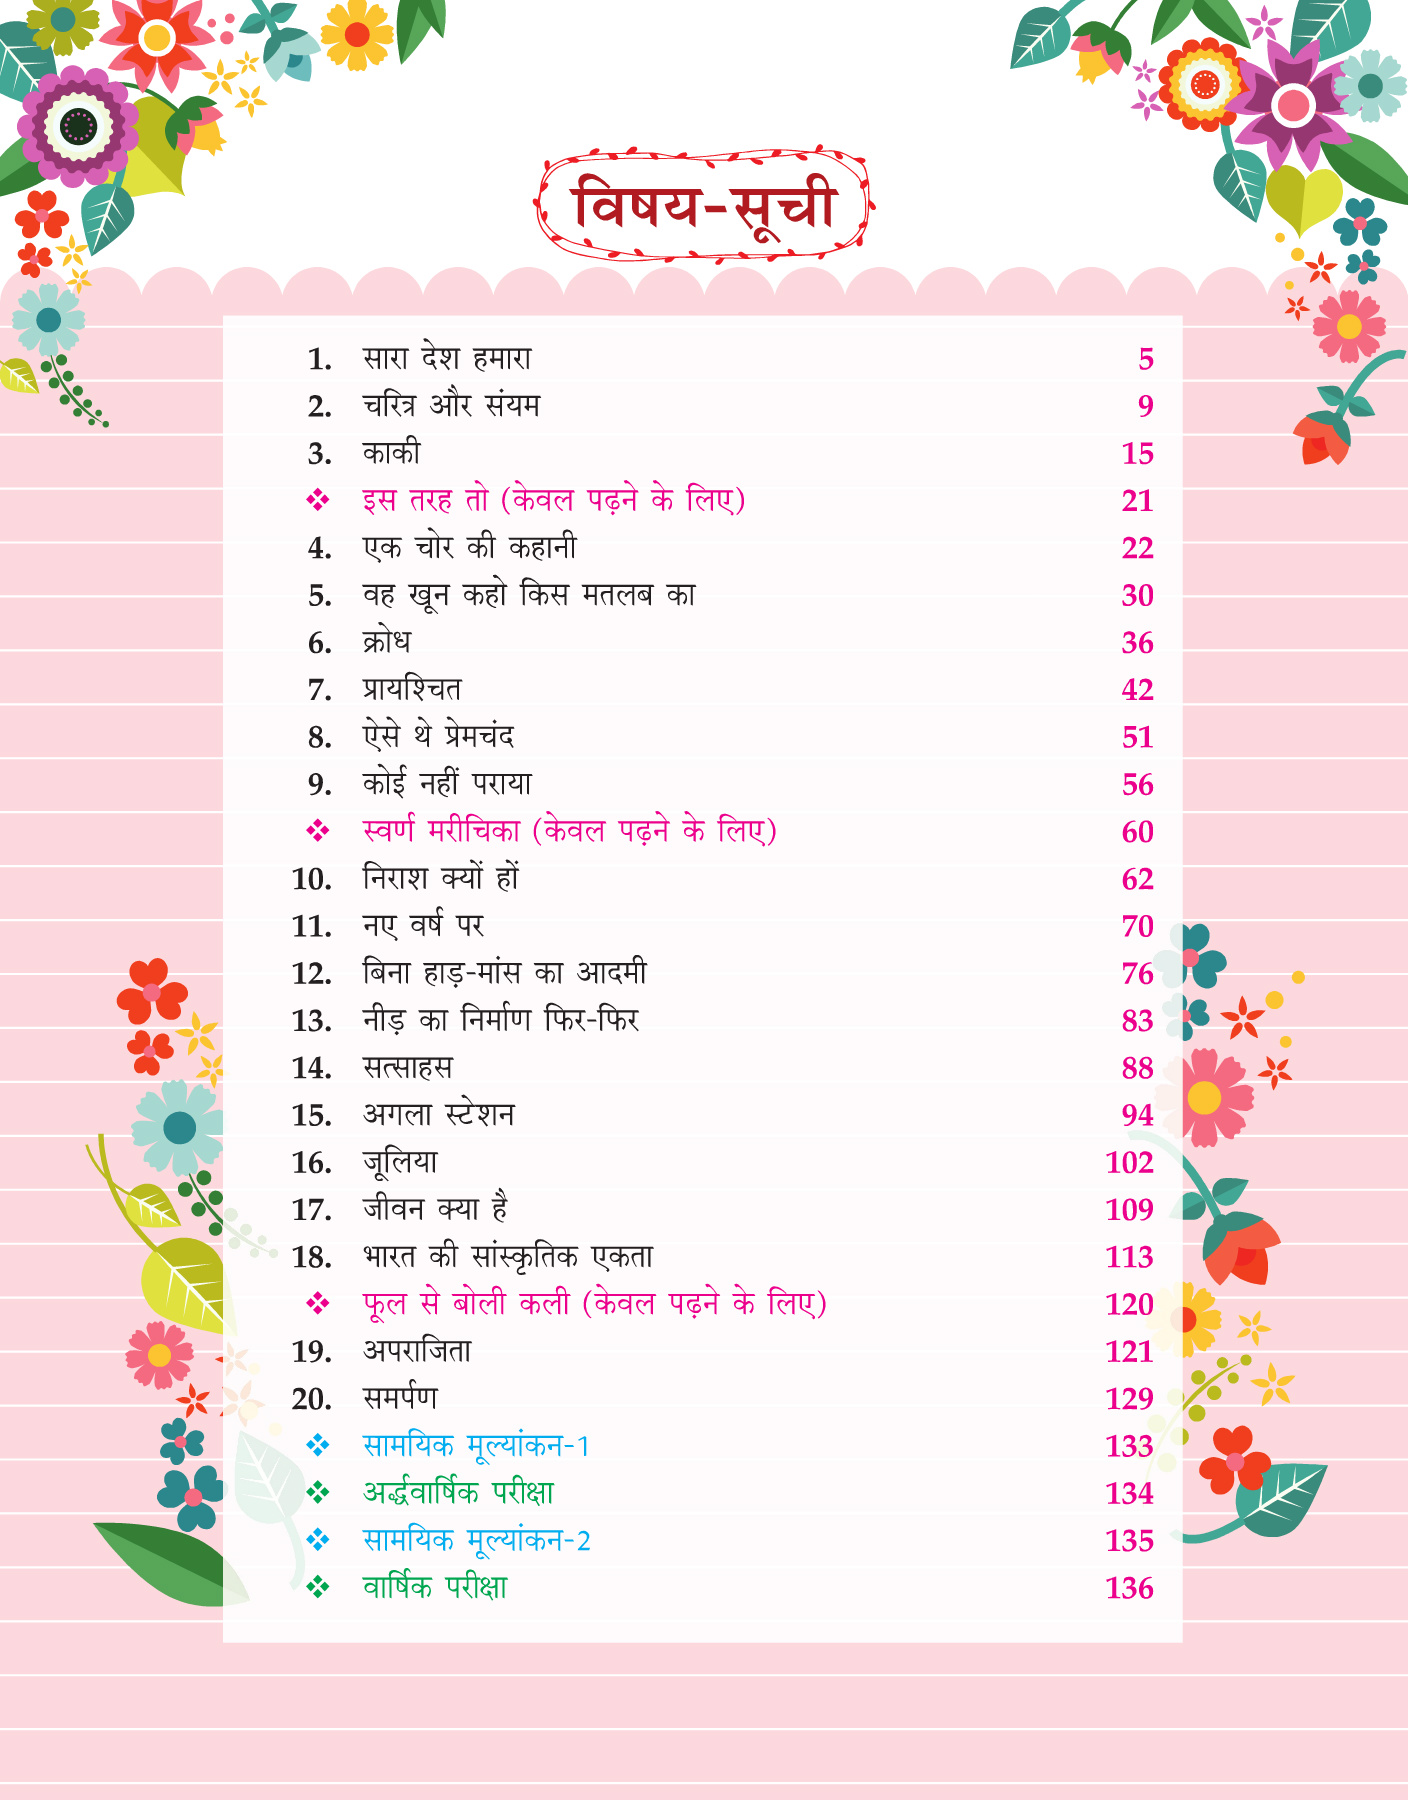 विषय-सूची
1. सारा देश हमारा 5
2. चरित्र और संयम 9
3. काकी 15
❖ इस तरह तो (केवल पढ़ने के लिए) 21
4. एक चोर की कहानी 22
5. वह खून कहो किस मतलब का 30
6. क्रोध 36
7. प्रायश्चित 42
8. ऐसे थे प्रेमचंद 51
9. कोई नहीं पराया 56
❖ स्वर्ण मरीचिका (केवल पढ़ने के लिए) 60
10. निराश क्यों हों 62
11. नए वर्ष पर 70
12. बिना हाड़-मांस का आदमी 76
13. नीड़ का निर्माण फिर-फिर 83
14. सत्साहस 88
15. अगला स्टेशन 94
16. जूलिया 102
17. जीवन क्या है 109
18. भारत की सांस्कृतिक एकता 113
❖ फूल से बोली कली (केवल पढ़ने के लिए) 120
19. अपराजिता 121
20. समर्पण 129
❖ सामयिक मूल्यांकन-1 133
❖ अर्द्धवार्षिक परीक्षा 134
❖ सामयिक मूल्यांकन-2 135
❖ वार्षिक परीक्षा 136